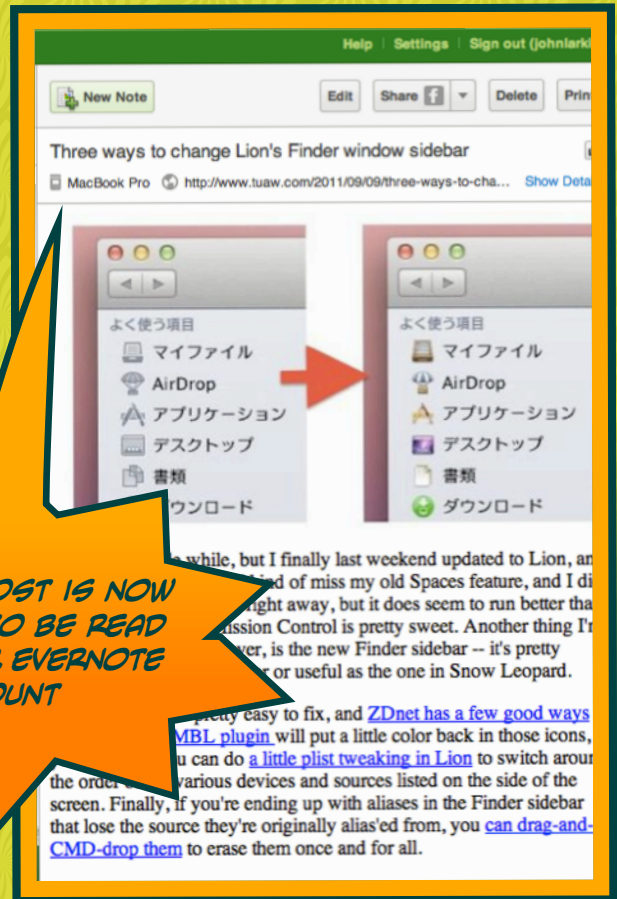 Help | Settings | Sign out (johnlarki
New Note
Edit Share Delete Prin
Three ways to change Lion's Finder window sidebar
MacBook Pro http://www.tuaw.com/2011/09/09/three-ways-to-cha... Show Deta
よく使う項目
マイファイル
AirDrop
アプリケーション
デスクトップ
書類
ウンロード
よく使う項目
マイファイル
AirDrop
アプリケーション
デスクトップ
書類
ダウンロード
OST IS NOW
O BE READ
EVERNOTE
OUNT
while, but I finally last weekend updated to Lion, an
ind of miss my old Spaces feature, and I di
ight away, but it does seem to run better tha
ission Control is pretty sweet. Another thing I'
ver, is the new Finder sidebar -- it's pretty
or useful as the one in Snow Leopard.
pretty easy to fix, and ZDnet has a few good ways
MBL plugin will put a little color back in those icons,
u can do a little plist tweaking in Lion to switch aroun
the order various devices and sources listed on the side of the
screen. Finally, if you're ending up with aliases in the Finder sidebar
that lose the source they're originally alias'ed from, you can drag-and-
CMD-drop them to erase them once and for all.